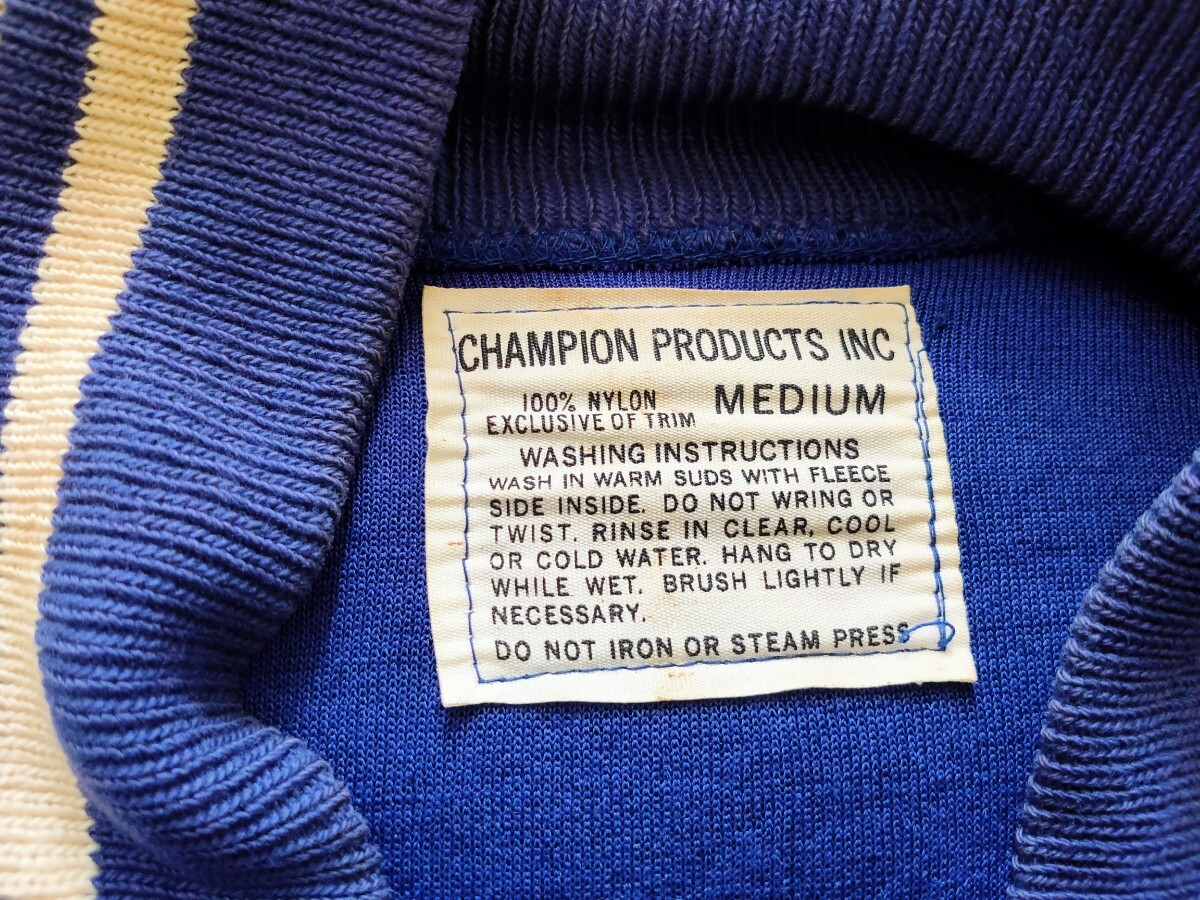 CHAMPION PRODUCTS INC
100% NYLON MEDIUM
EXCLUSIVE OF TRIM
WASHING INSTRUCTIONS
WASH IN WARM SUDS WITH FLEECE
SIDE INSIDE. DO NOT WRING OR
TWIST. RINSE IN CLEAR, COOL
OR COLD WATER. HANG TO DRY
WHILE WET. BRUSH LIGHTLY IF
NECESSARY.
DO NOT IRON OR STEAM PRESS